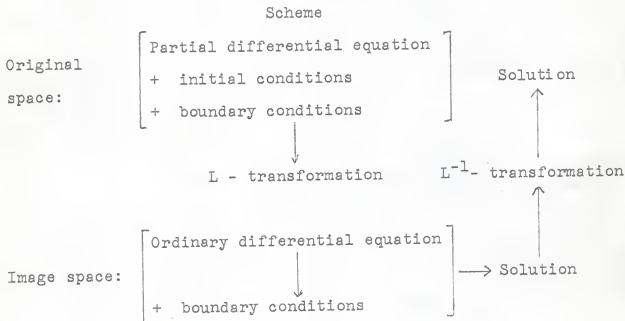 Scheme
Original
space:
Partial differential equation
+ initial conditions
+ boundary conditions
Solution
L - transformation
L⁻¹- transformation
Image space:
Ordinary differential equation
+ boundary conditions
Solution